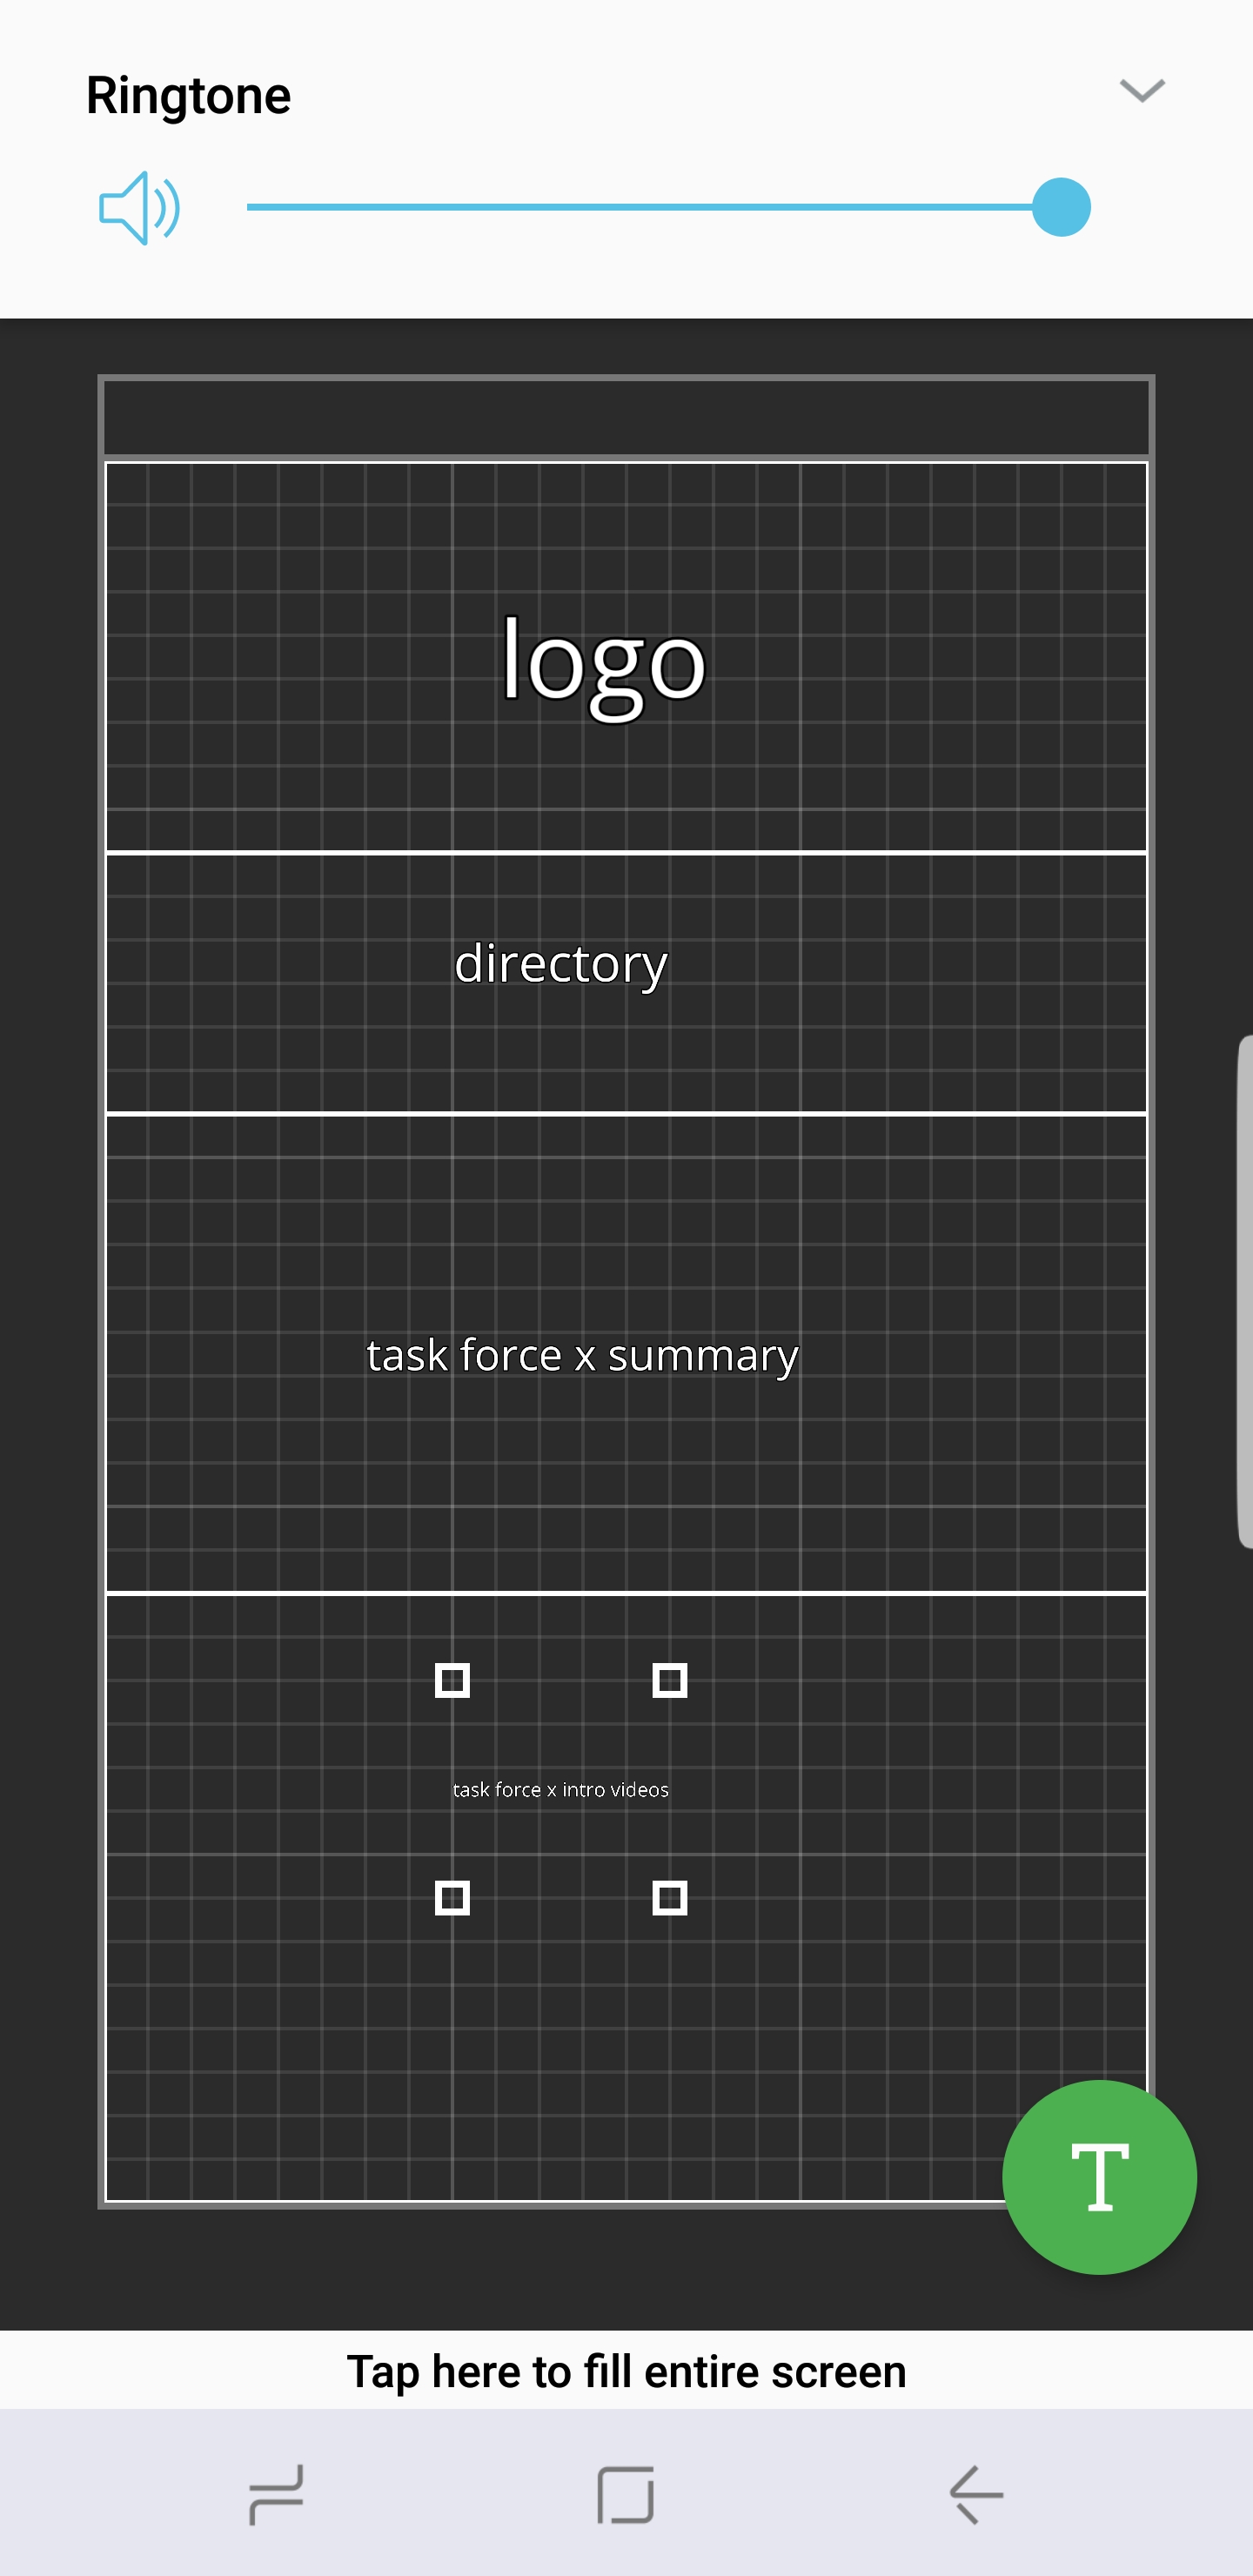 Ringtone
logo
directory
task force x summary
task force x intro videos
T
Tap here to fill entire screen